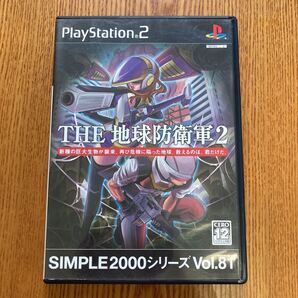 PlayStation®2
THE 地球防衛軍2
新種の巨大生物が襲来。再び危機に陥った地球。救えるのは、君だけだ。
CERO
12
SIMPLE2000シリーズ Vol.81